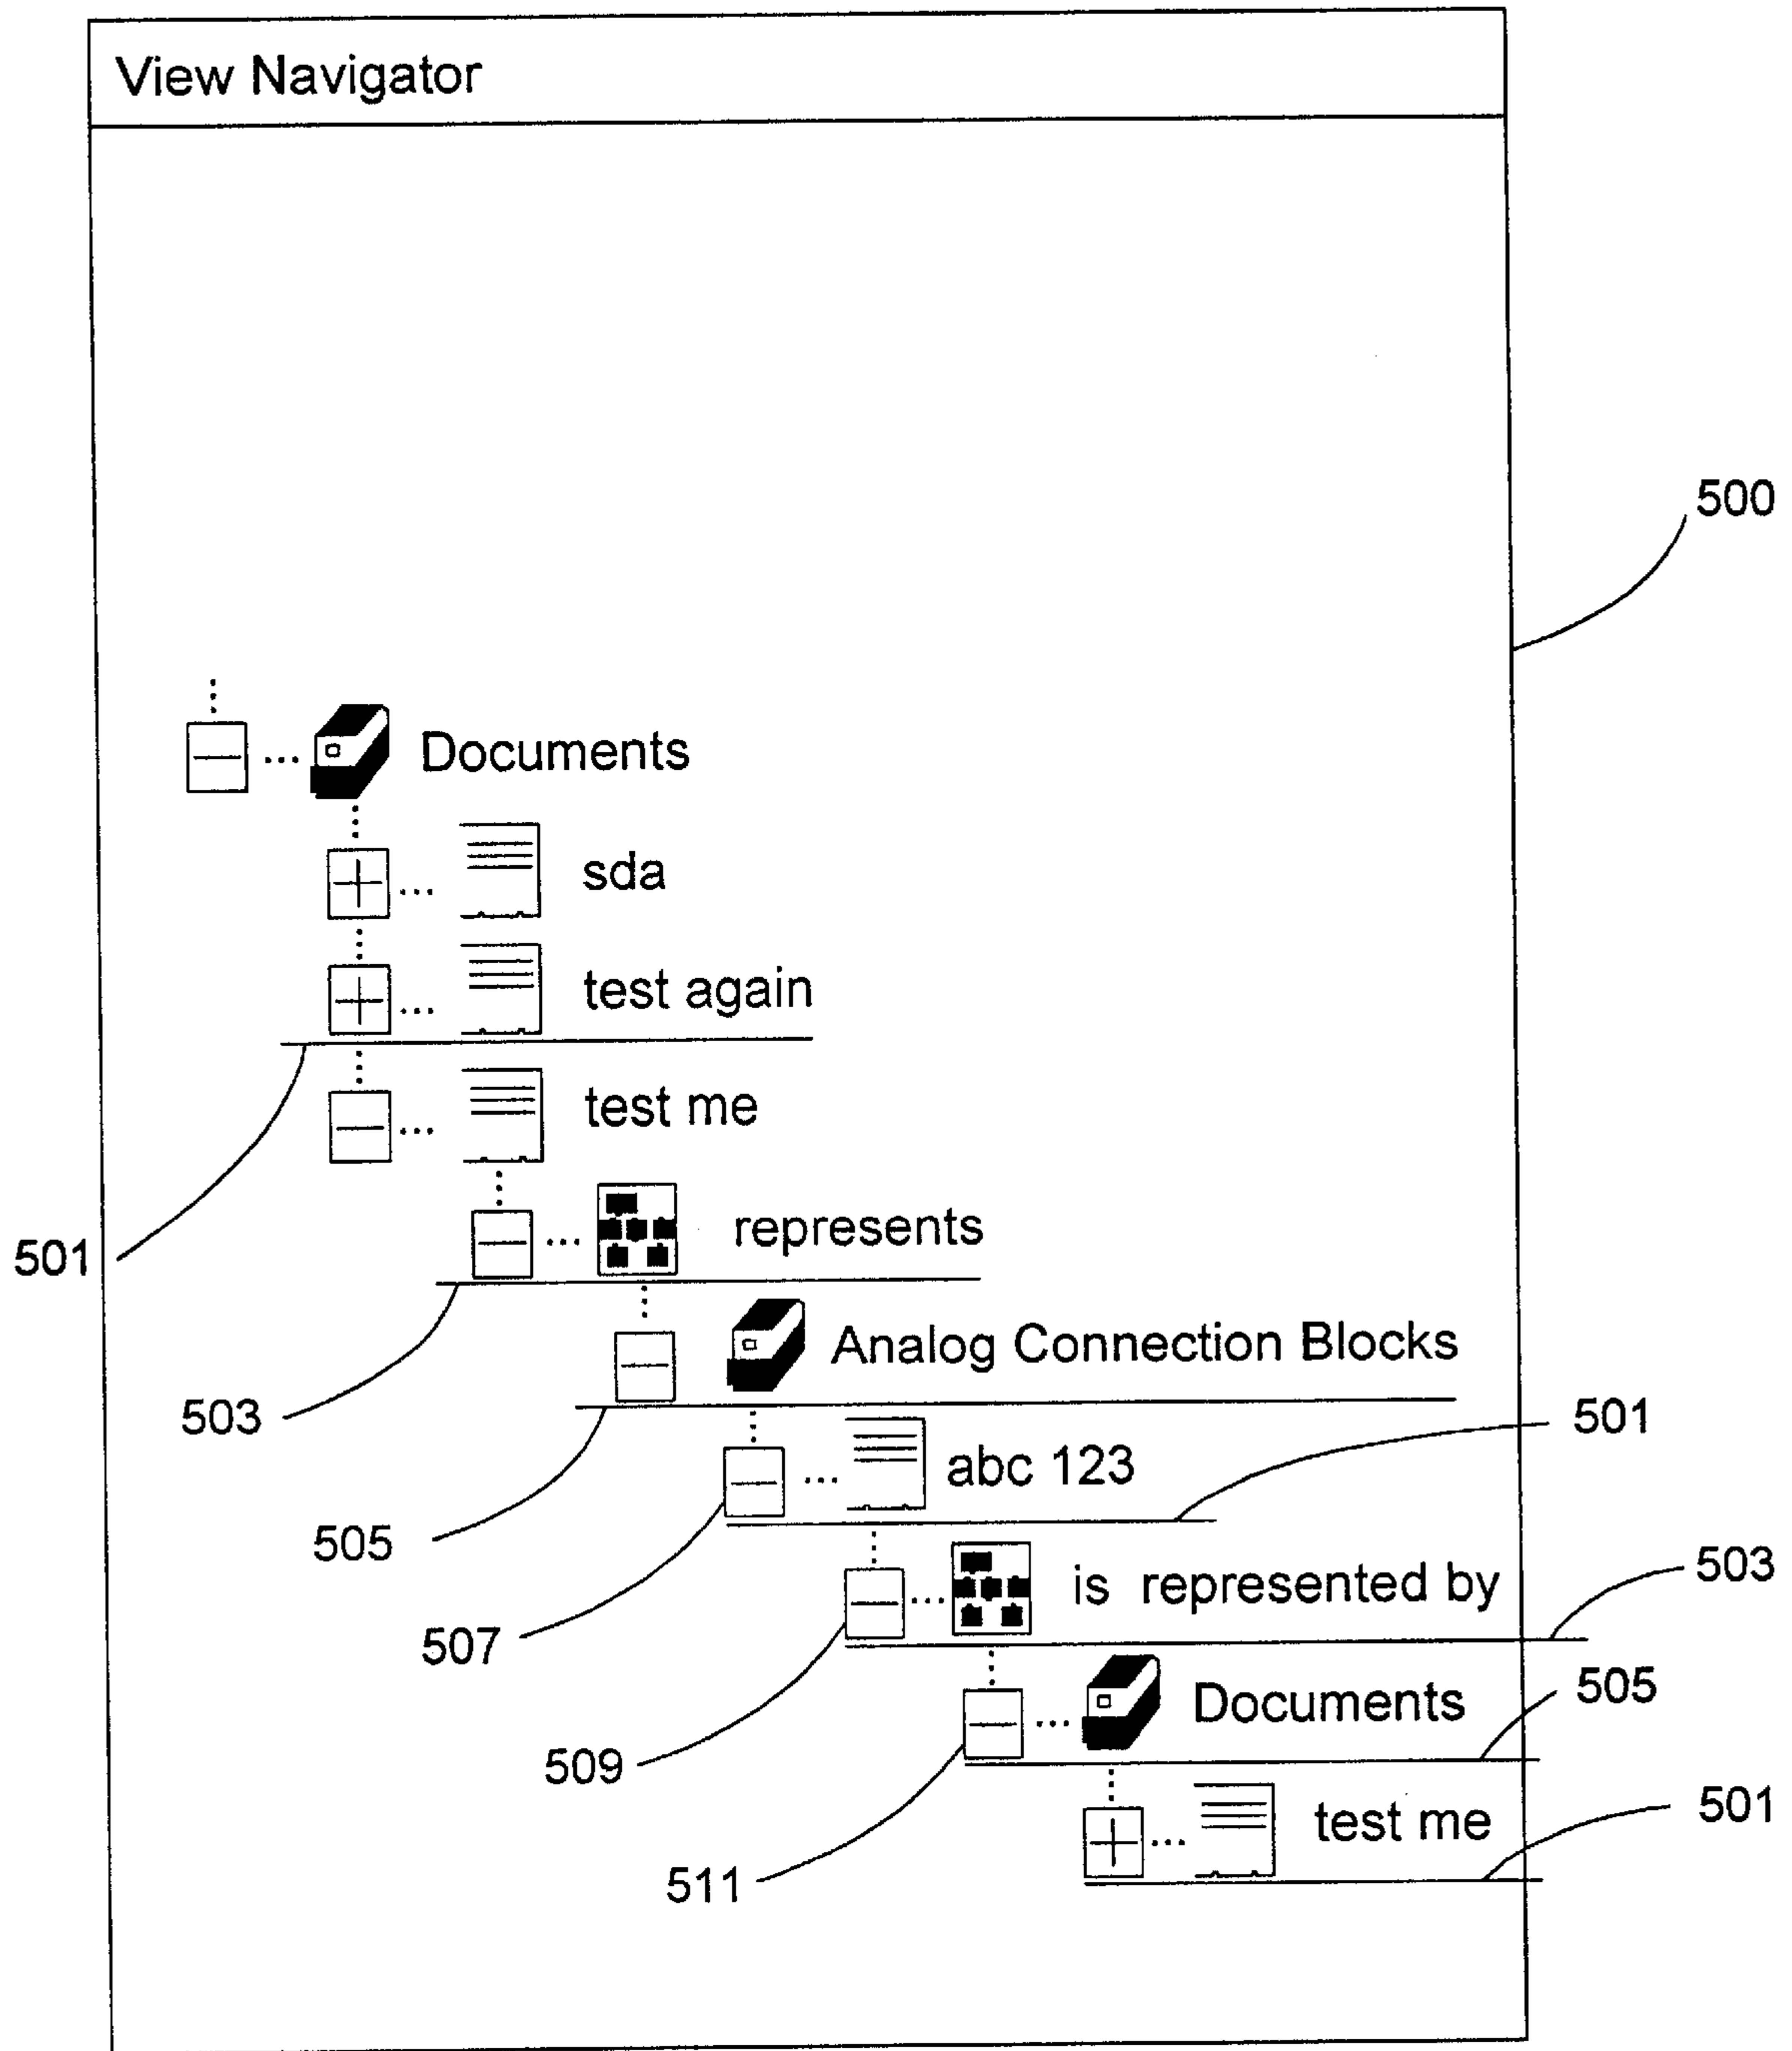 View Navigator
500
Documents
sda
test again
test me
501
represents
503
Analog Connection Blocks
505
501
abc 123
507
503
is represented by
509
505
Documents
511
501
test me